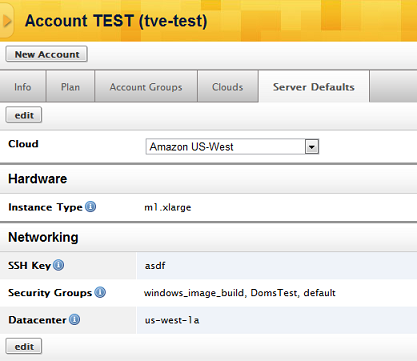 Account TEST (tve-test)
New Account
Info Plan Account Groups Clouds Server Defaults
edit
Cloud Amazon US-West
Hardware
Instance Type m1.xlarge
Networking
SSH Key asdf
Security Groups windows_image_build, DomsTest, default
Datacenter us-west-1a
edit